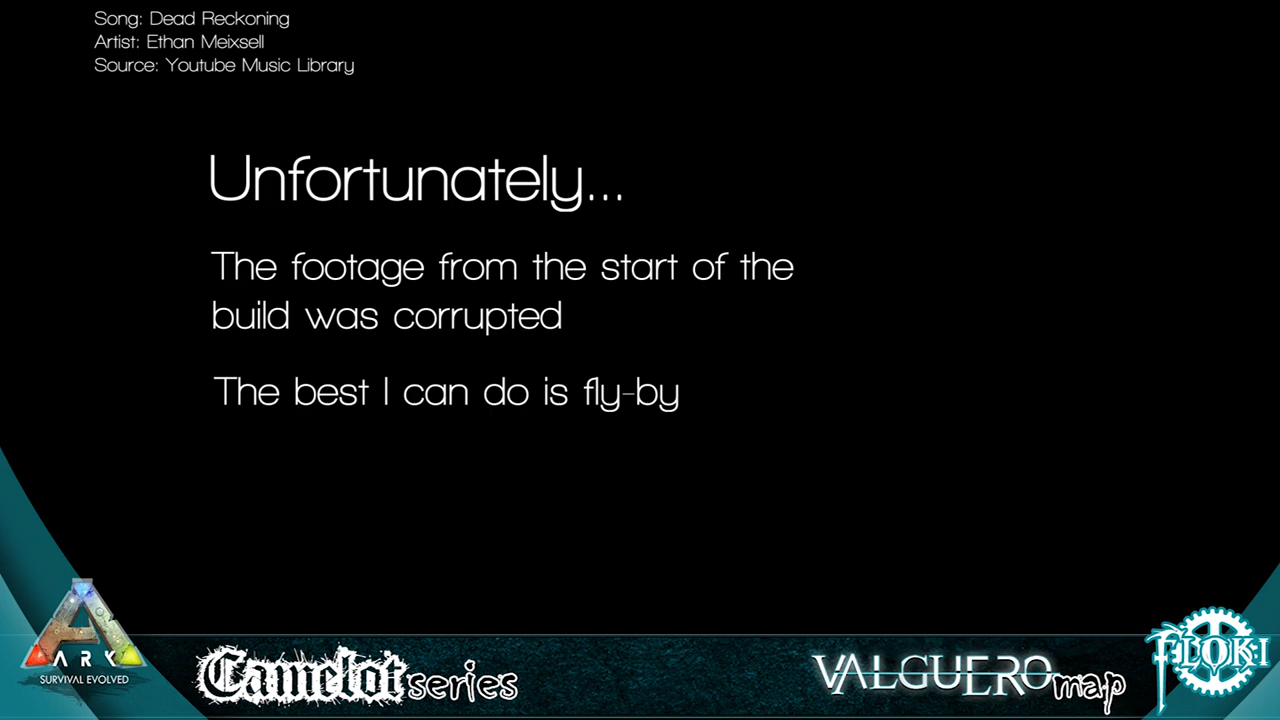 Song: Dead Reckoning
Artist: Ethan Meixsell
Source: Youtube Music Library
Unfortunately...
The footage from the start of the
build was corrupted
The best I can do is fly-by
ARK
SURVIVAL EVOLVED
Camelot series
VALGUERO map
FLOKI